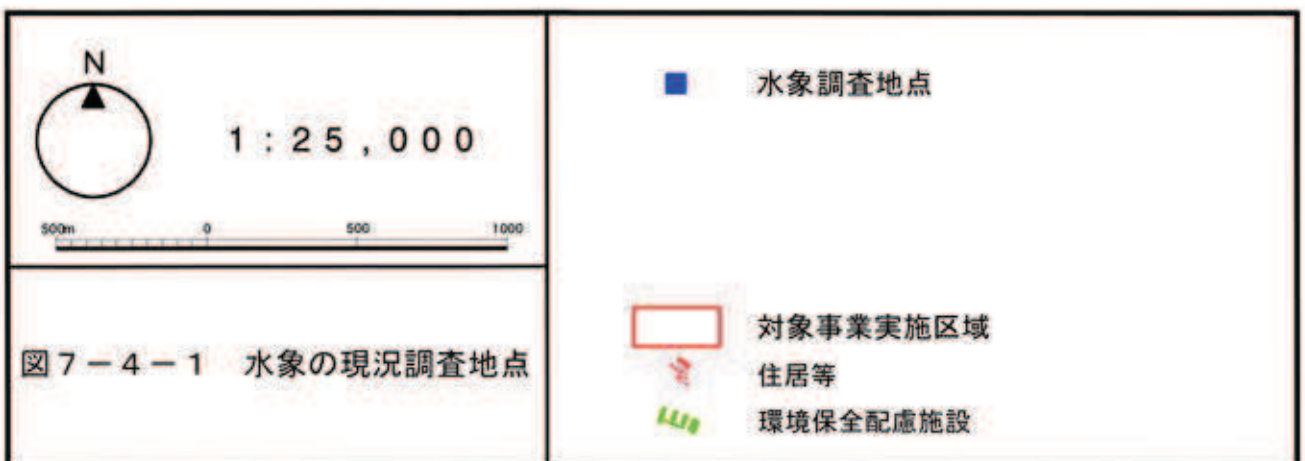 N
1:25,000
500m 0 500 1000
図7-4-1 水象の現況調査地点
水象調査地点
対象事業実施区域
住居等
環境保全配慮施設